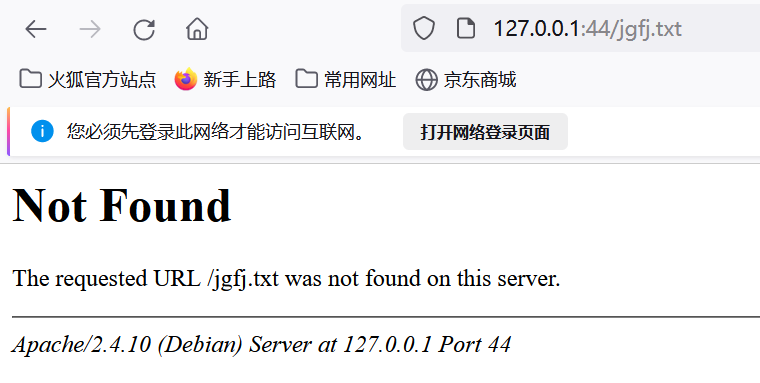 127.0.0.1:44/jgfj.txt
火狐官方站点 新手上路 常用网址 京东商城
您必须先登录此网络才能访问互联网。 打开网络登录页面
Not Found
The requested URL /jgfj.txt was not found on this server.
Apache/2.4.10 (Debian) Server at 127.0.0.1 Port 44